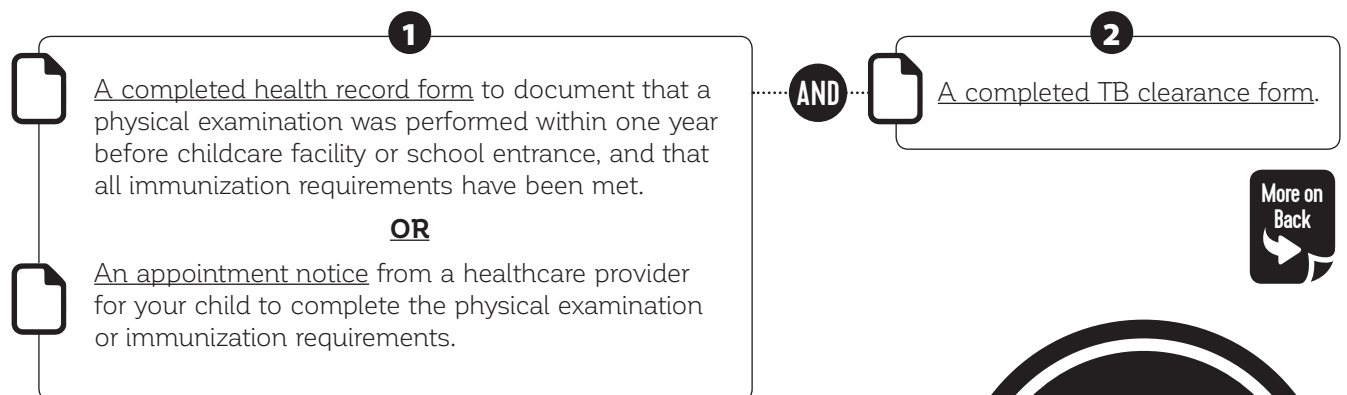 1
A completed health record form to document that a
physical examination was performed within one year
before childcare facility or school entrance, and that
all immunization requirements have been met.
OR
An appointment notice from a healthcare provider
for your child to complete the physical examination
or immunization requirements.
AND
2
A completed TB clearance form.
More on
Back